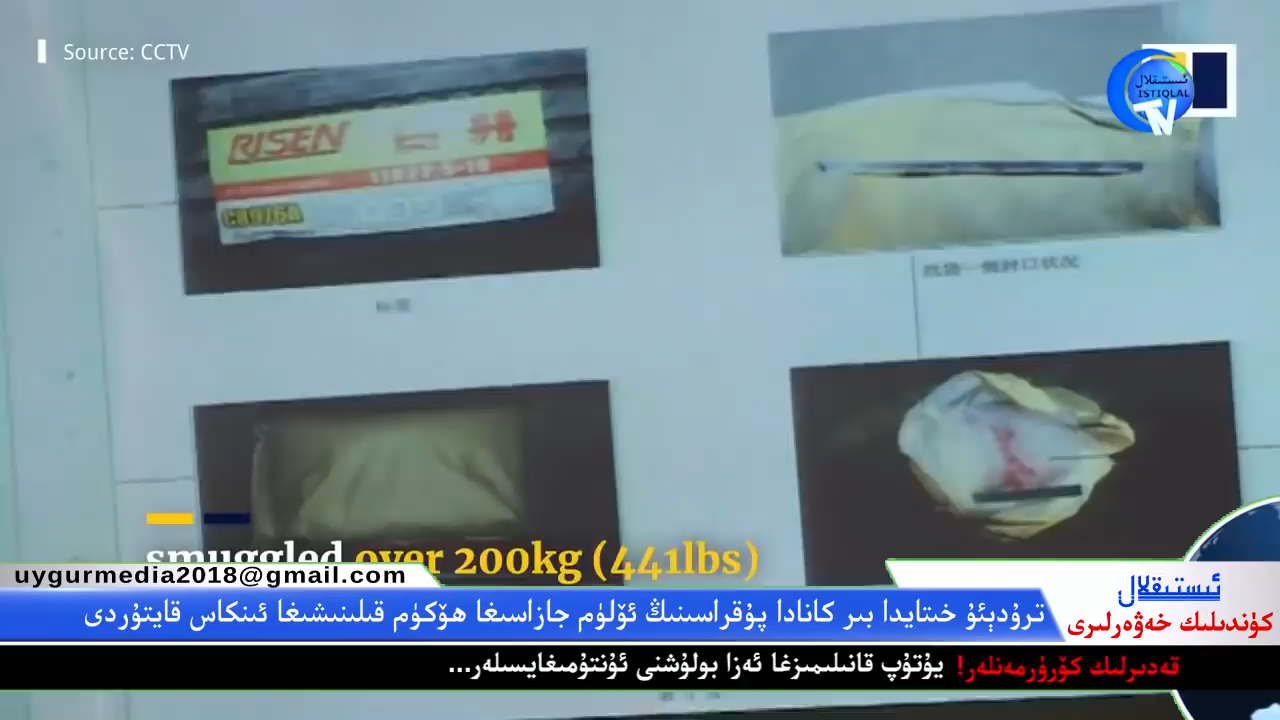 Source: CCTV
ئىستىقلال
ISTIQLAL
TV
RISEN
smuggled over 200kg (441lbs)
uygurmedia2018@gmail.com
ئىستىقلال
كۈندىلىك خەۋەرلىرى
ترۇدېئۇ خىتايدا بىر كانادا پۇقراسىنىڭ ئۆلۈم جازاسىغا ھۆكۈم قىلىنىشىغا ئىنكاس قايتۇردى
قەدىرلىك كۆرۈرمەنلەر! يۇتۇپ قانىلىمىزغا ئەزا بولۇشنى ئۇنتۇمىغايسىلەر...